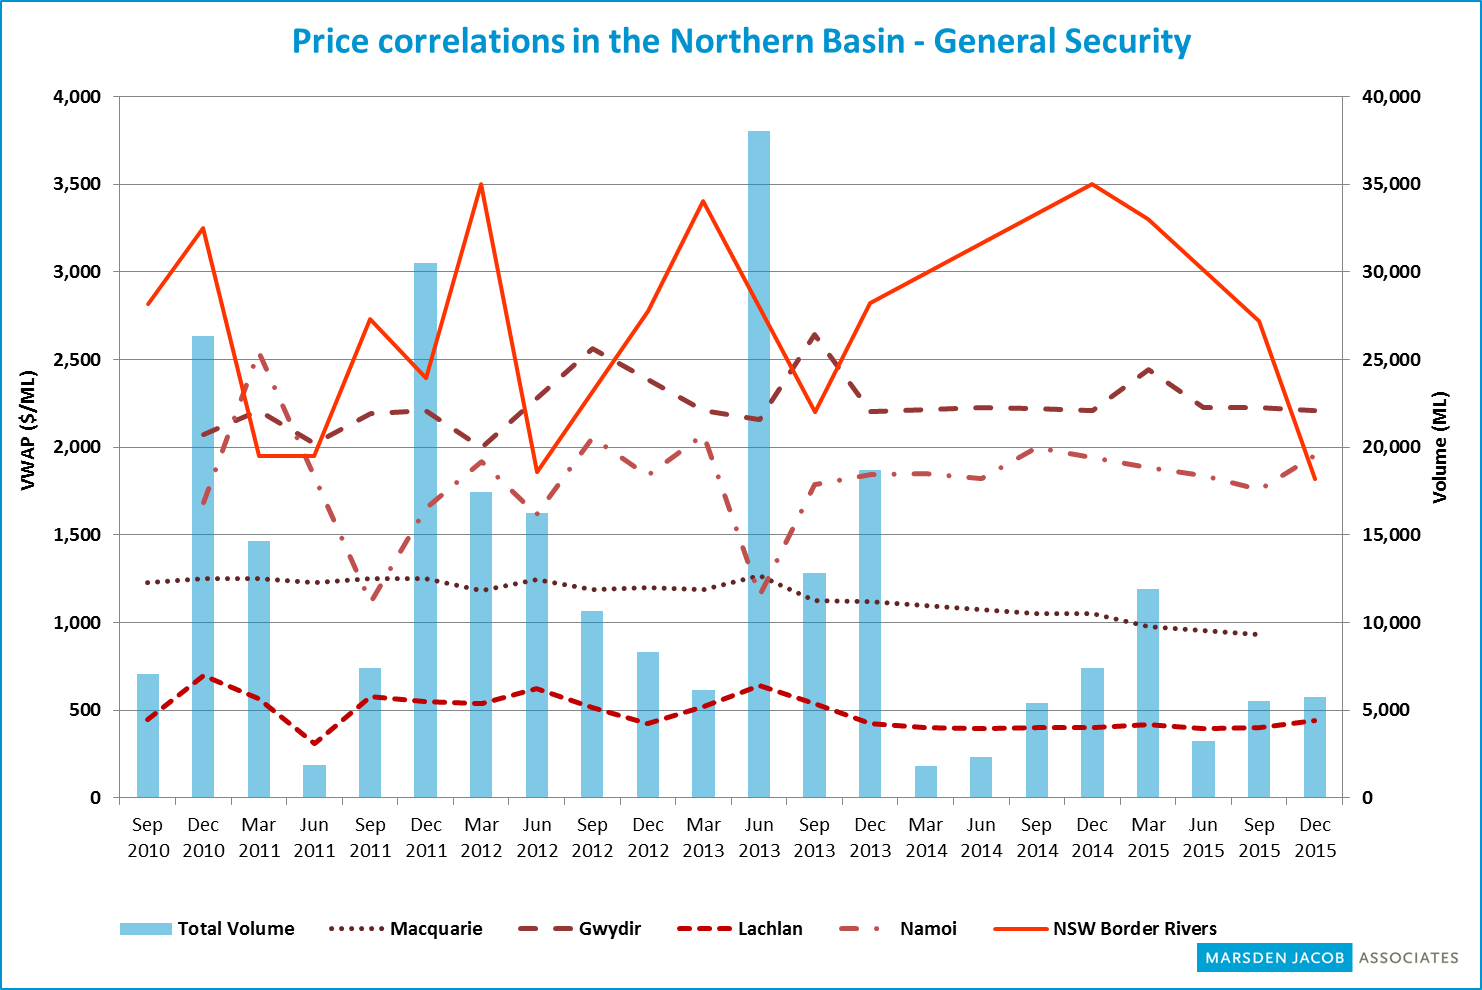 Price correlations in the Northern Basin - General Security
4,000
3,500
3,000
2,500
2,000
1,500
1,000
500
0
VWAP ($/ML)
40,000
35,000
30,000
25,000
20,000
15,000
10,000
5,000
0
Volume (ML)
Sep Dec Mar Jun Sep Dec Mar Jun Sep Dec Mar Jun Sep Dec Mar Jun Sep Dec Mar Jun Sep Dec
2010 2010 2011 2011 2011 2011 2012 2012 2012 2012 2013 2013 2013 2013 2014 2014 2014 2014 2015 2015 2015 2015
Total Volume Macquarie Gwydir Lachlan Namoi NSW Border Rivers
MARSDEN JACOB ASSOCIATES